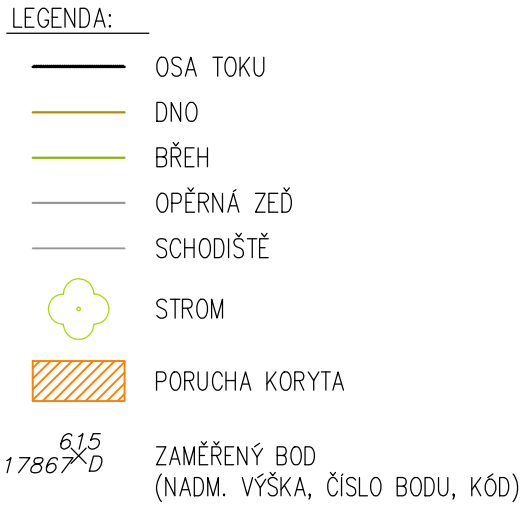 LEGENDA:
OSA TOKU
DNO
BŘEH
OPĚRNÁ ZEĎ
SCHODIŠTĚ
STROM
PORUCHA KORYTA
615
17867 D
ZAMĚŘENÝ BOD
(NADM. VÝŠKA, ČÍSLO BODU, KÓD)